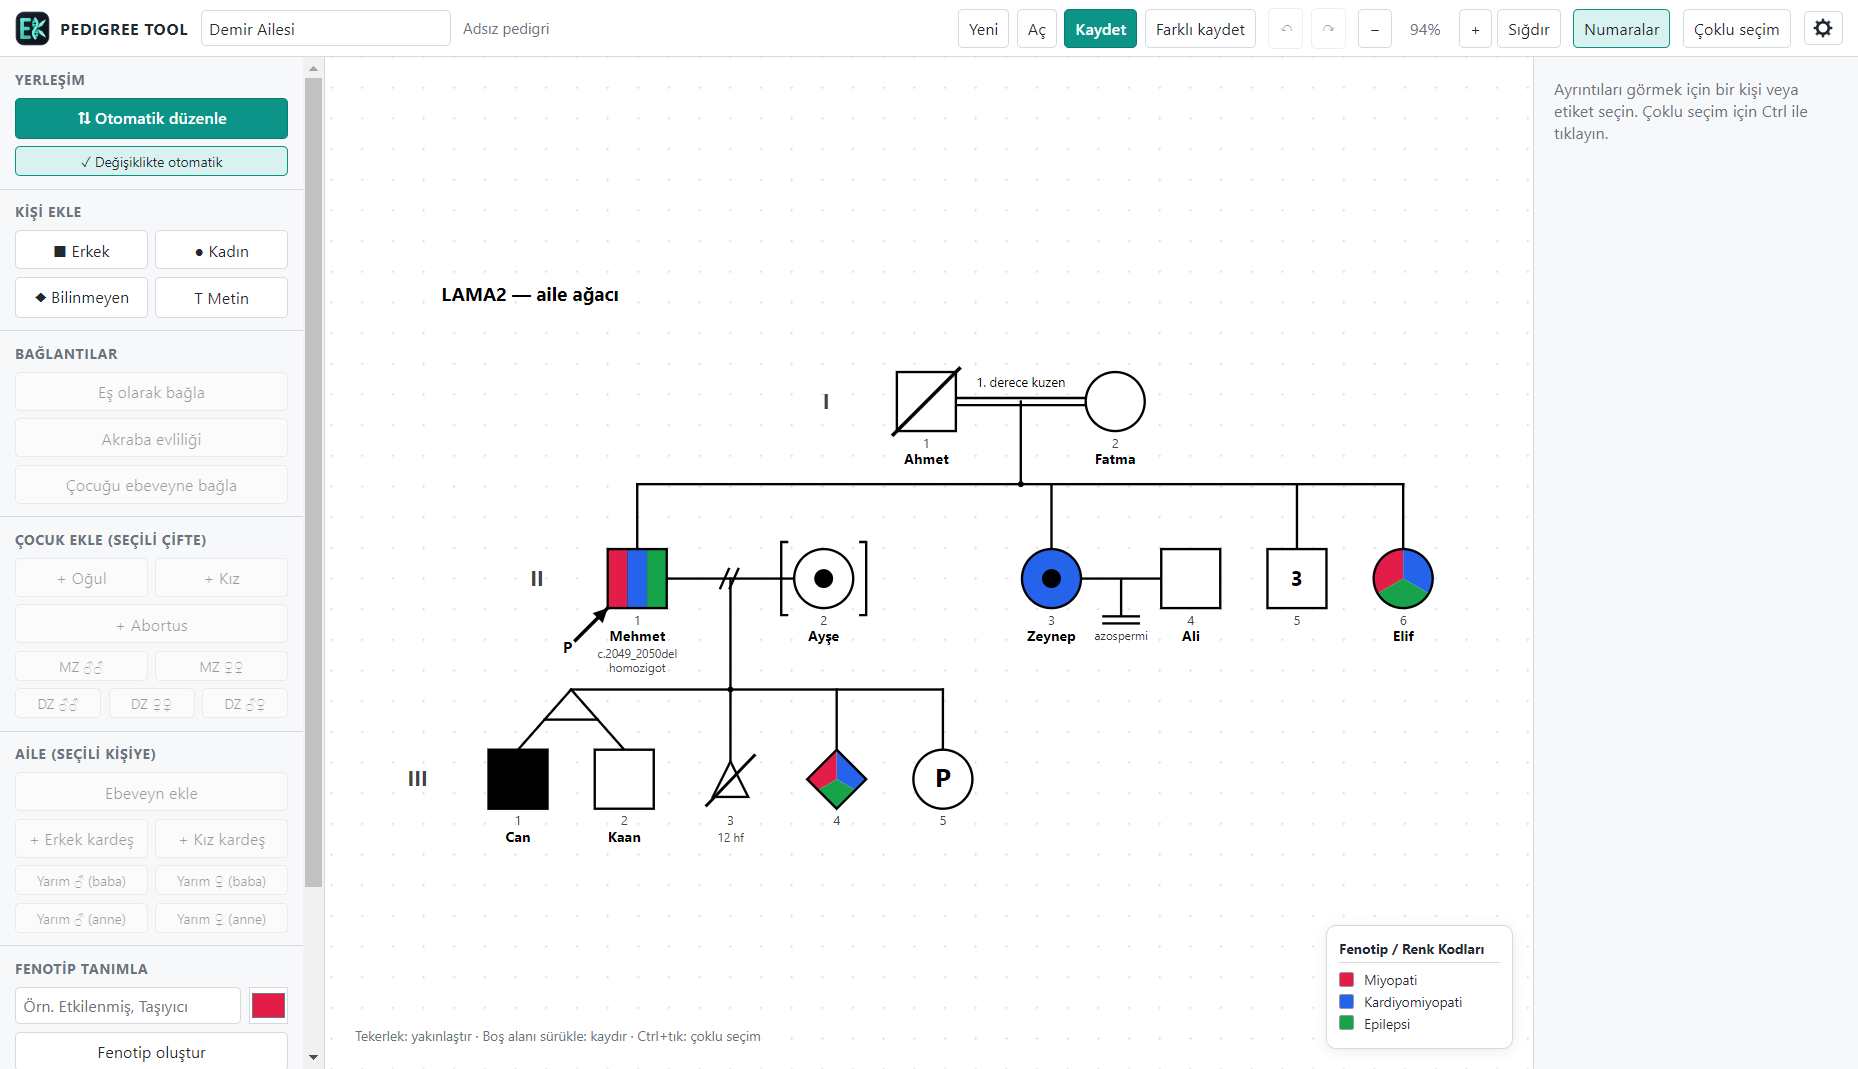 EK PEDIGREE TOOL
Demir Ailesi
Adsız pedigri
Yeni
Aç
Kaydet
Farklı kaydet
94%
Sığdır
Numaralar
Çoklu seçim
YERLEŞİM
⇅ Otomatik düzenle
✓ Değişiklikte otomatik
KİŞİ EKLE
■ Erkek
● Kadın
◆ Bilinmeyen
T Metin
BAĞLANTILAR
Eş olarak bağla
Akraba evliliği
Çocuğu ebeveyne bağla
ÇOCUK EKLE (SEÇİLİ ÇİFTE)
+ Oğul
+ Kız
+ Abortus
MZ ♂♂
MZ ♀♀
DZ ♂♂
DZ ♀♀
DZ ♂♀
AİLE (SEÇİLİ KİŞİYE)
Ebeveyn ekle
+ Erkek kardeş
+ Kız kardeş
Yarım ♂ (baba)
Yarım ♀ (baba)
Yarım ♂ (anne)
Yarım ♀ (anne)
FENOTİP TANIMLA
Örn. Etkilenmiş, Taşıyıcı
Fenotip oluştur
LAMA2 — aile ağacı
I
1. derece kuzen
1
Ahmet
2
Fatma
II
P
1
Mehmet
c.2049_2050del
homozigot
2
Ayşe
3
Zeynep
azospermi
4
Ali
3
5
6
Elif
III
1
Can
2
Kaan
3
12 hf
4
P
5
Fenotip / Renk Kodları
Miyopati
Kardiyomiyopati
Epilepsi
Tekerlek: yakınlaştır · Boş alanı sürükle: kaydır · Ctrl+tık: çoklu seçim
Ayrıntıları görmek için bir kişi veya
etiket seçin. Çoklu seçim için Ctrl ile
tıklayın.